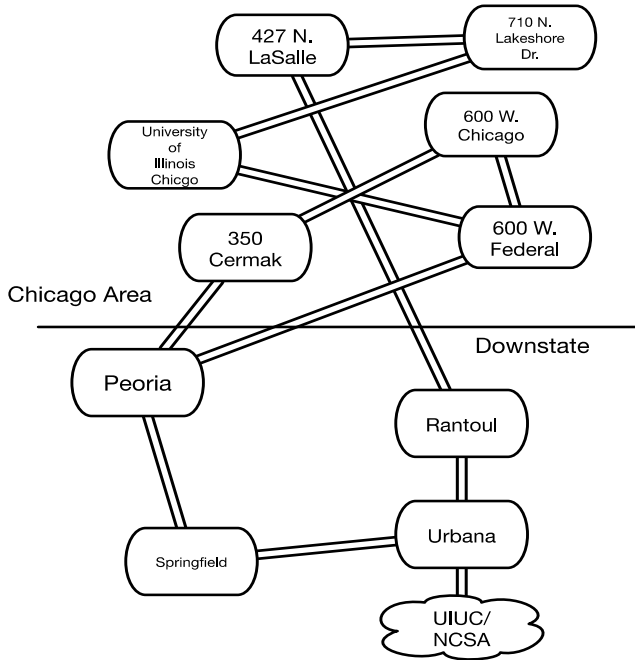 427 N.
LaSalle
710 N.
Lakeshore
Dr.
600 W.
Chicago
University
of
Illinois
Chicgo
350
Cermak
600 W.
Federal
Chicago Area
Downstate
Peoria
Rantoul
Springfield
Urbana
UIUC/
NCSA